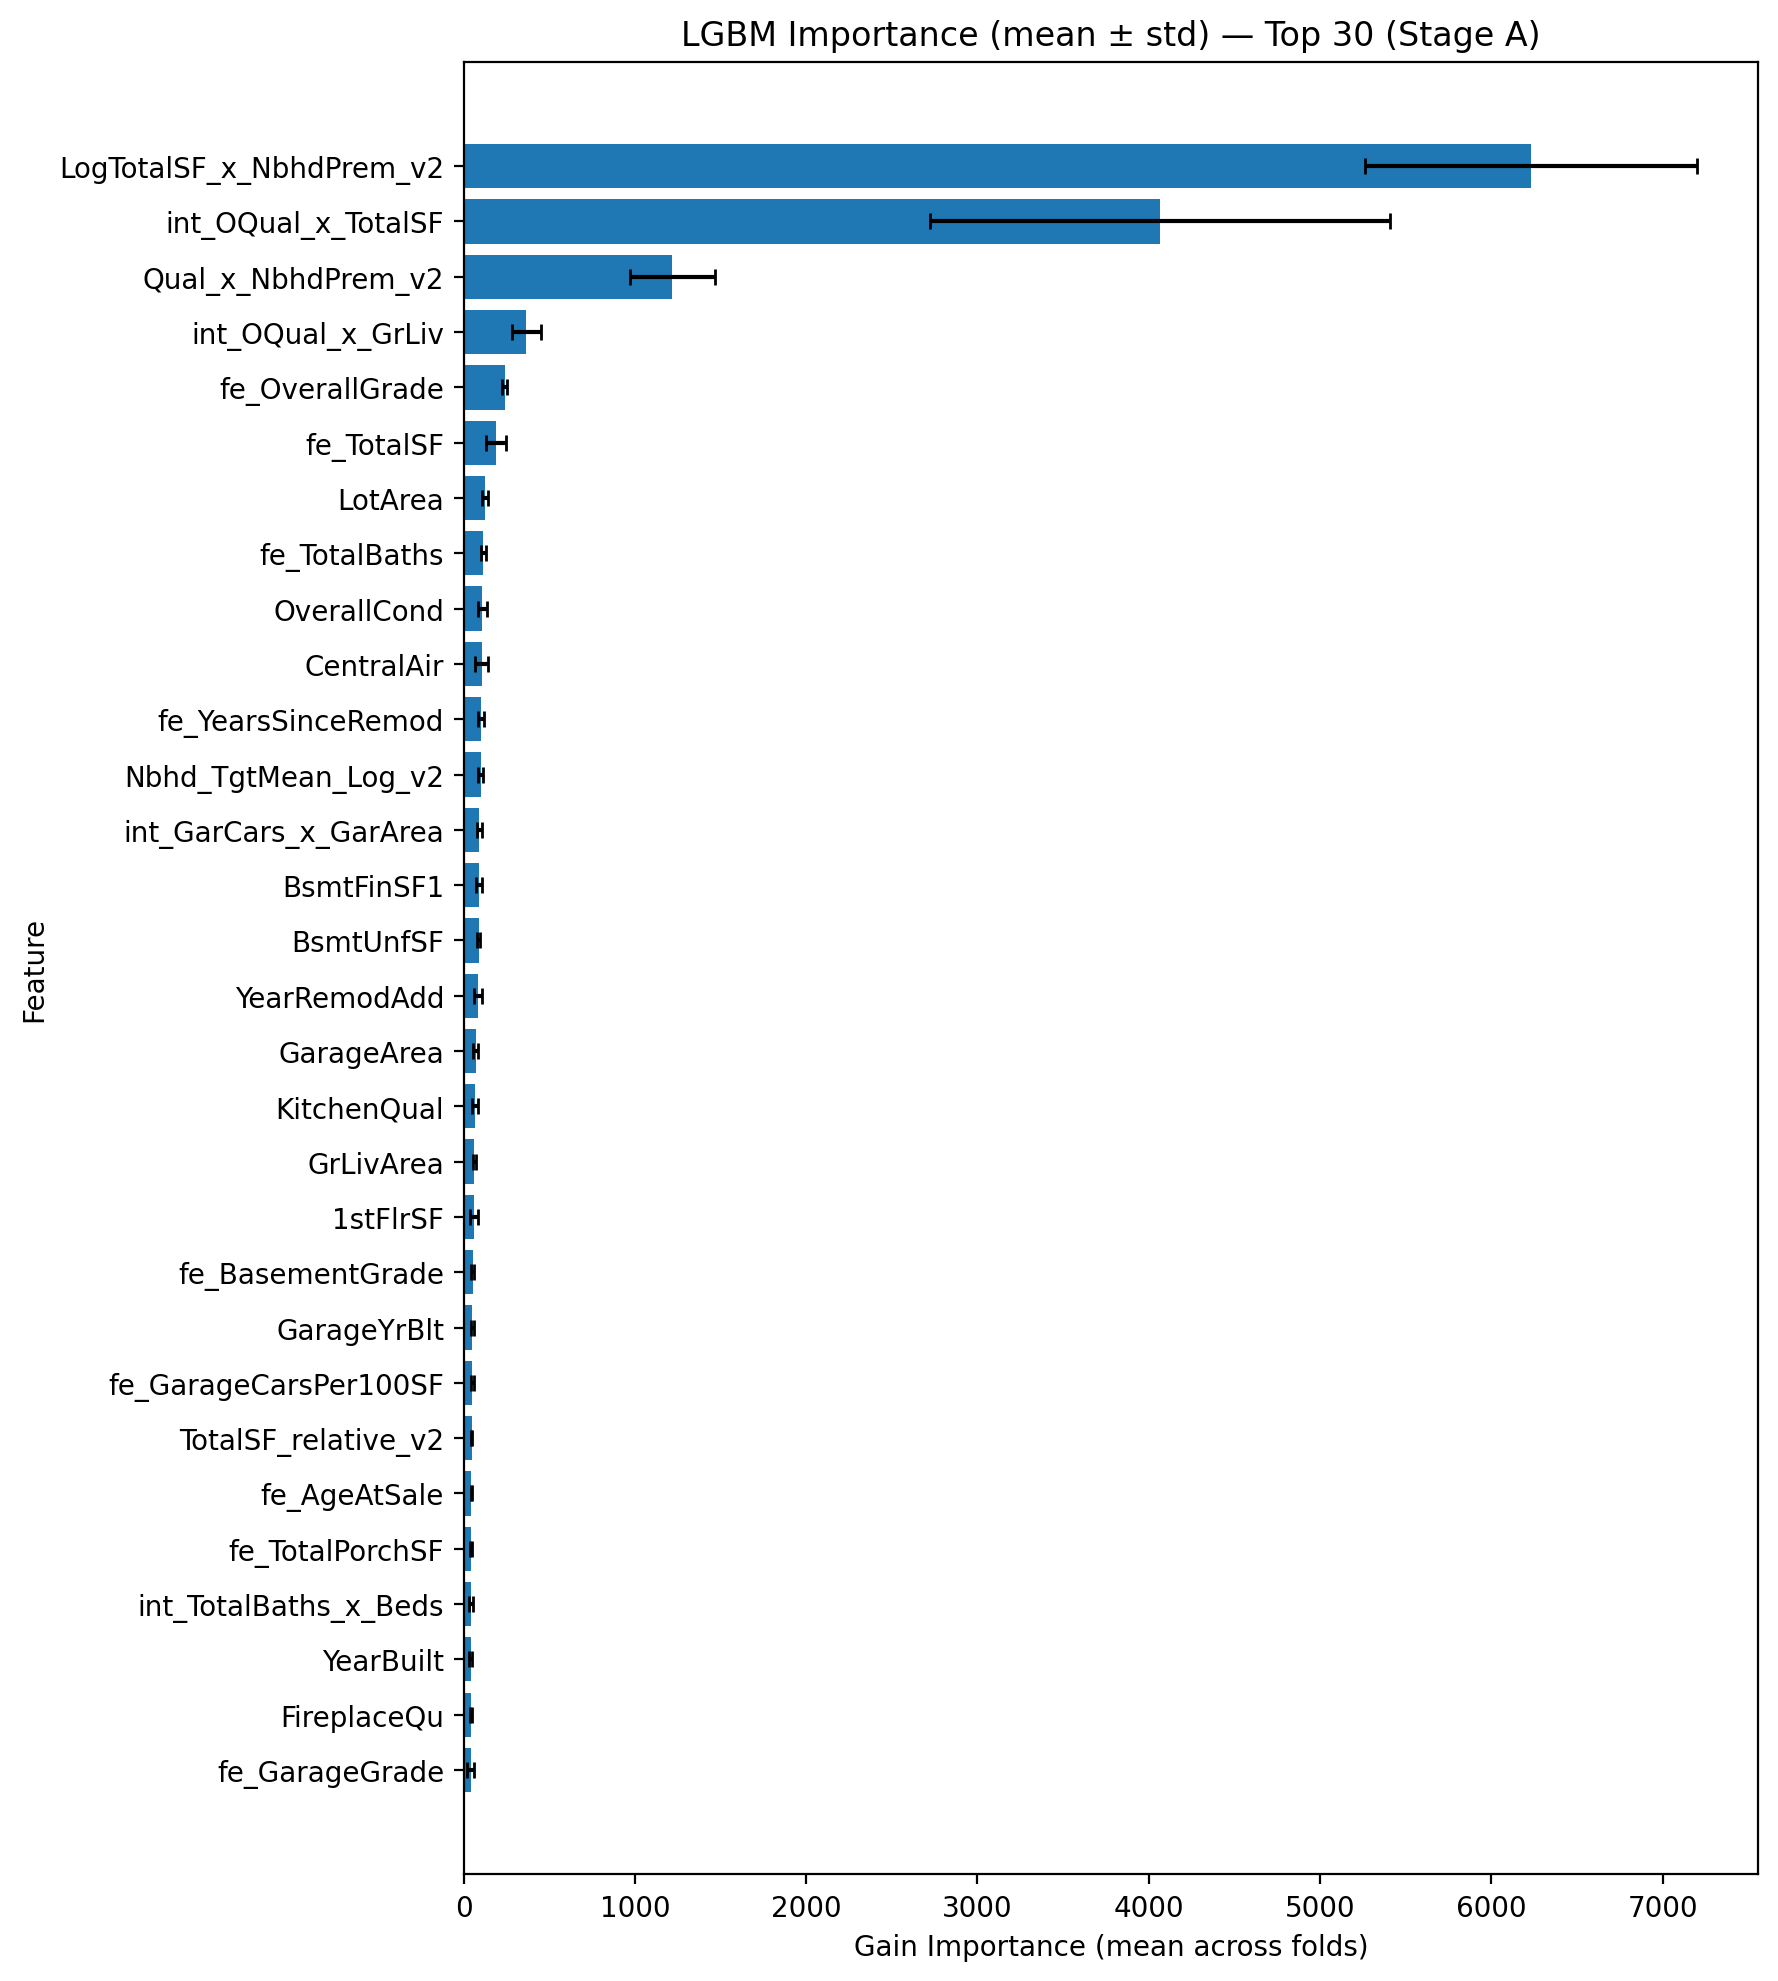 LGBM Importance (mean ± std) — Top 30 (Stage A)
LogTotalSF_x_NbhdPrem_v2
int_OQual_x_TotalSF
Qual_x_NbhdPrem_v2
int_OQual_x_GrLiv
fe_OverallGrade
fe_TotalSF
LotArea
fe_TotalBaths
OverallCond
CentralAir
fe_YearsSinceRemod
Nbhd_TgtMean_Log_v2
int_GarCars_x_GarArea
BsmtFinSF1
BsmtUnfSF
YearRemodAdd
GarageArea
KitchenQual
GrLivArea
1stFlrSF
fe_BasementGrade
GarageYrBlt
fe_GarageCarsPer100SF
TotalSF_relative_v2
fe_AgeAtSale
fe_TotalPorchSF
int_TotalBaths_x_Beds
YearBuilt
FireplaceQu
fe_GarageGrade
Feature
0 1000 2000 3000 4000 5000 6000 7000
Gain Importance (mean across folds)